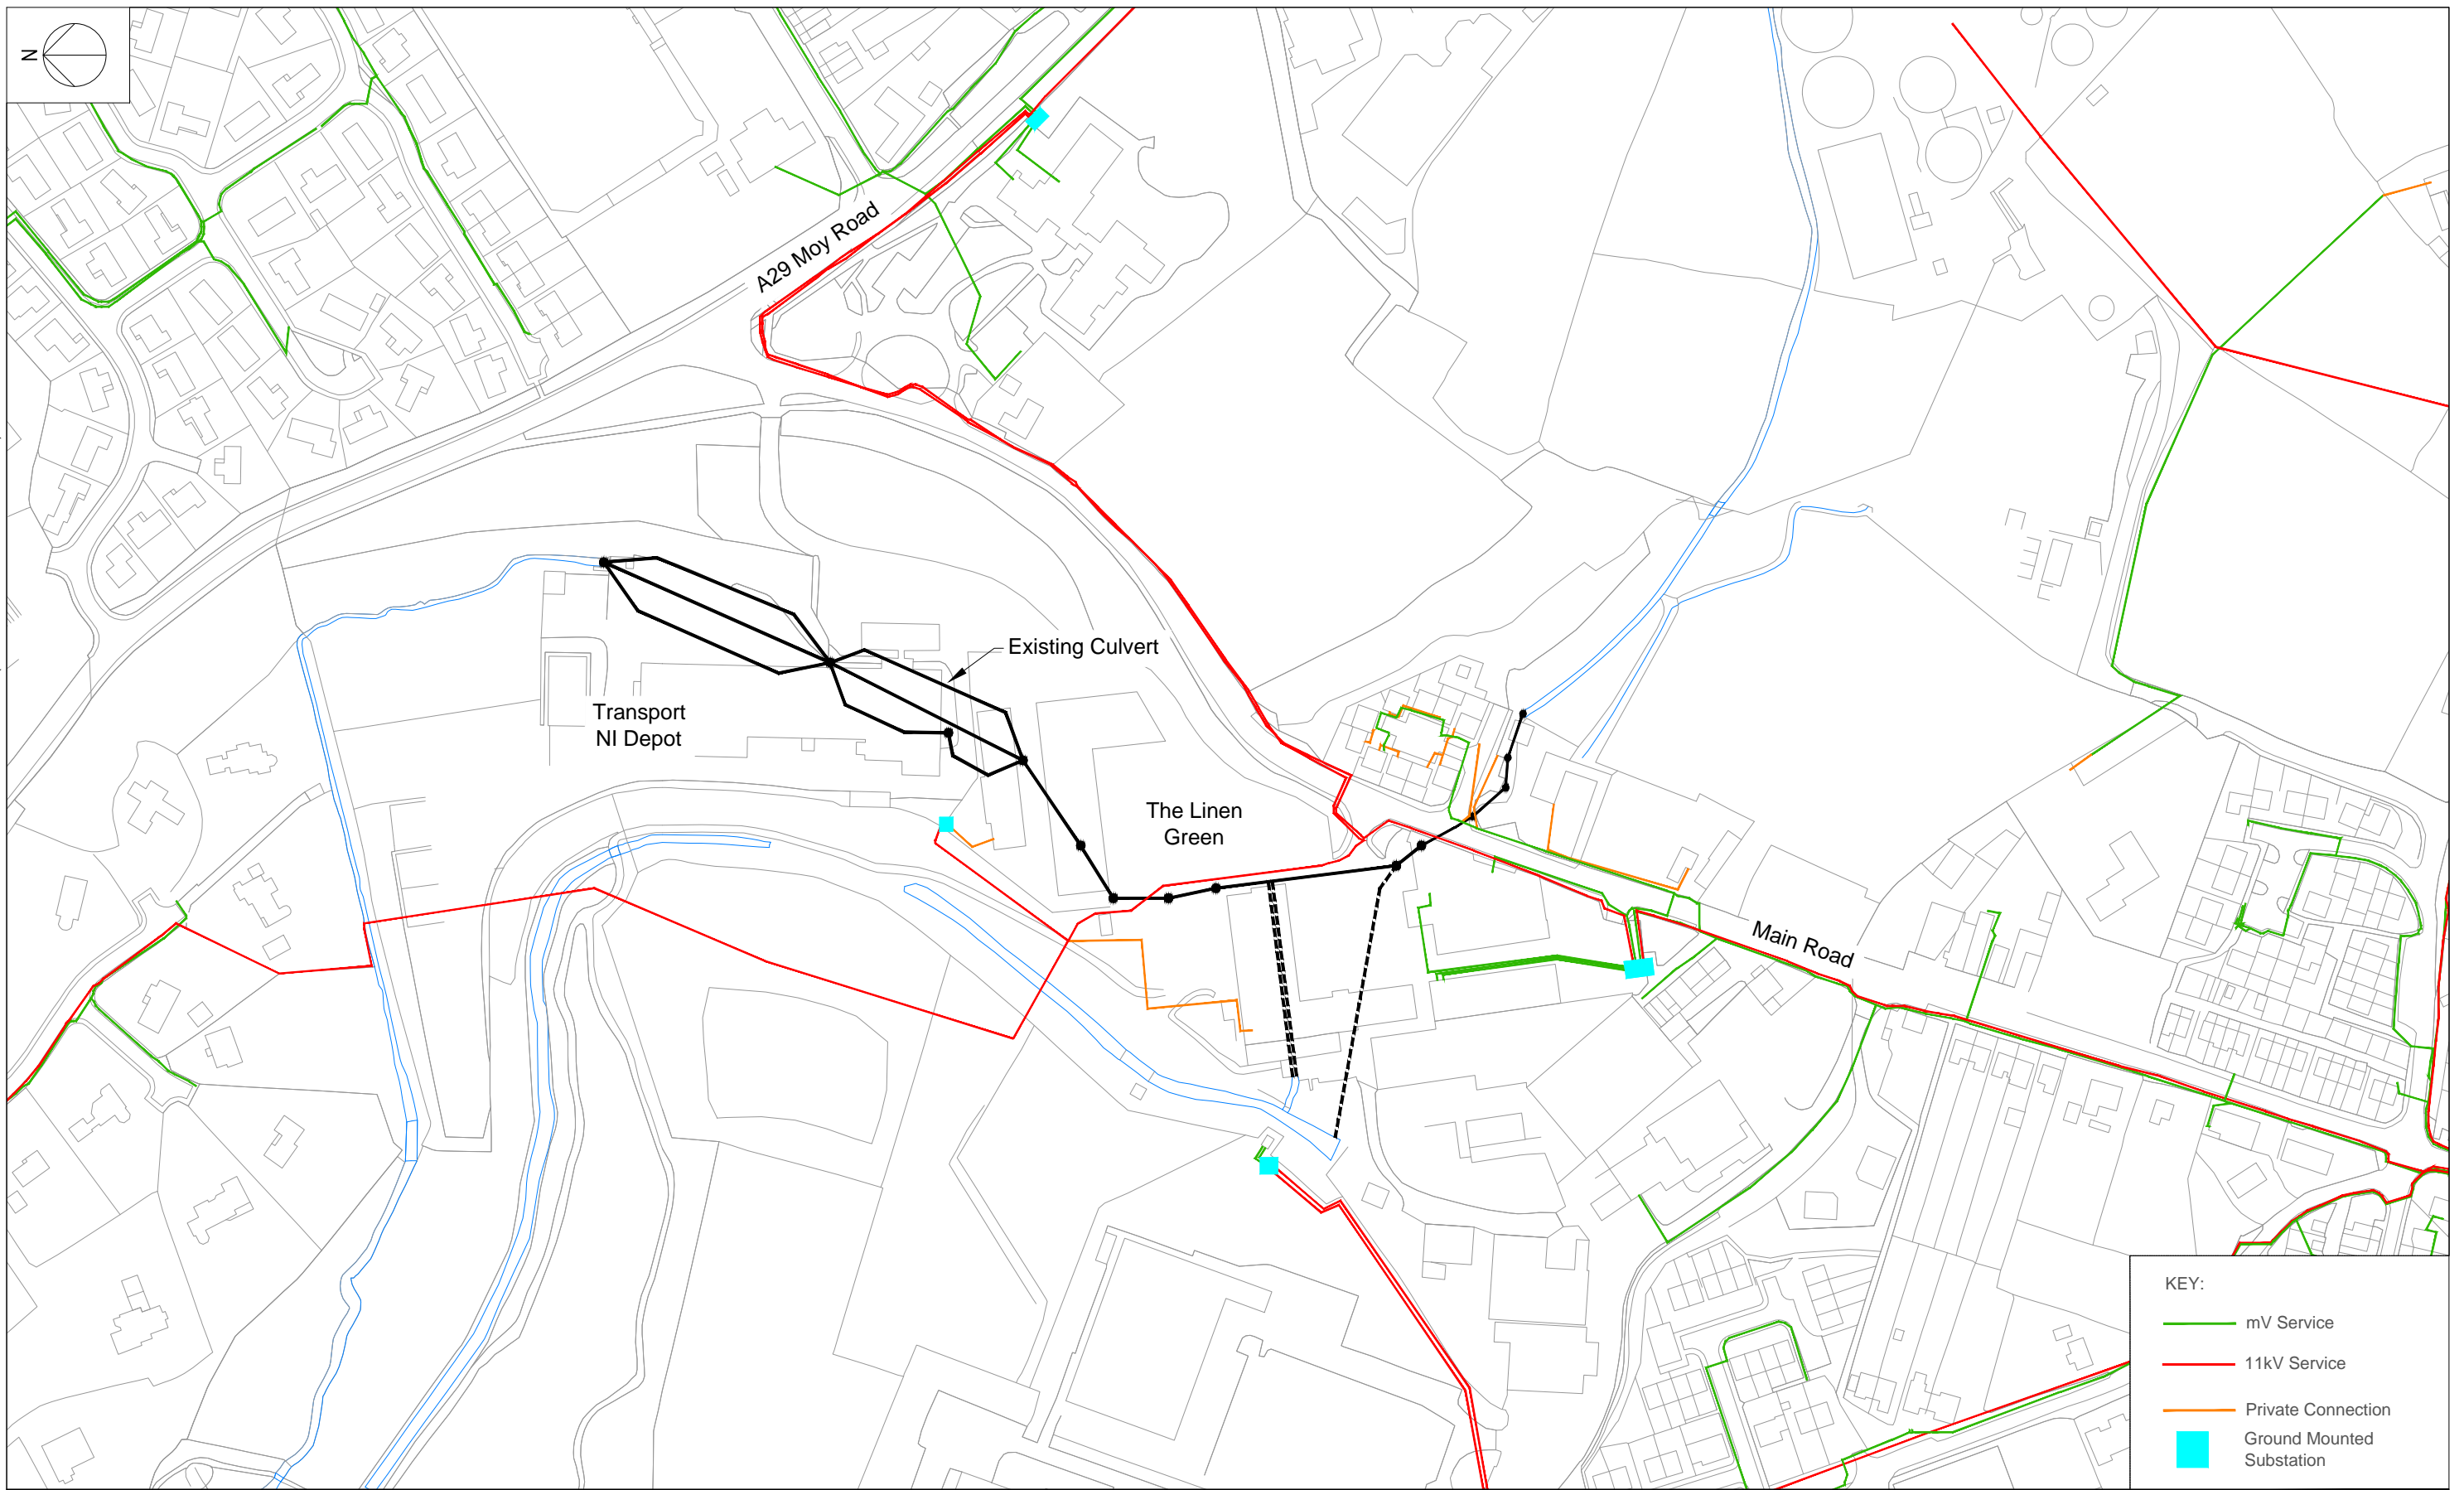 N
A29 Moy Road
Existing Culvert
Transport
NI Depot
The Linen
Green
Main Road
KEY:
mV Service
11kV Service
Private Connection
Ground Mounted
Substation